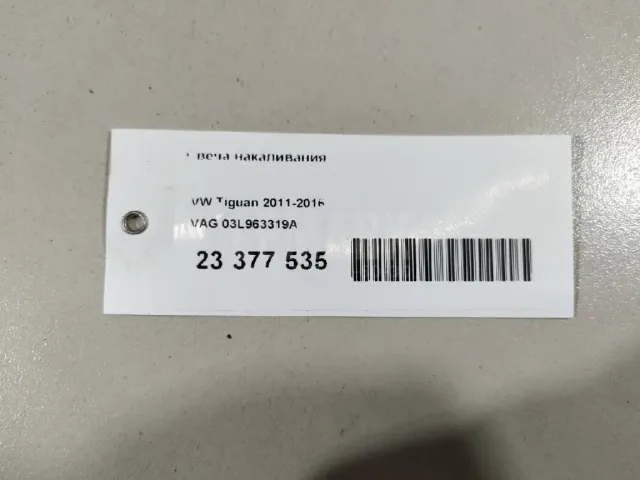 Свеча накаливания
VW Tiguan 2011-2016
VAG 03L963319A
23 377 535